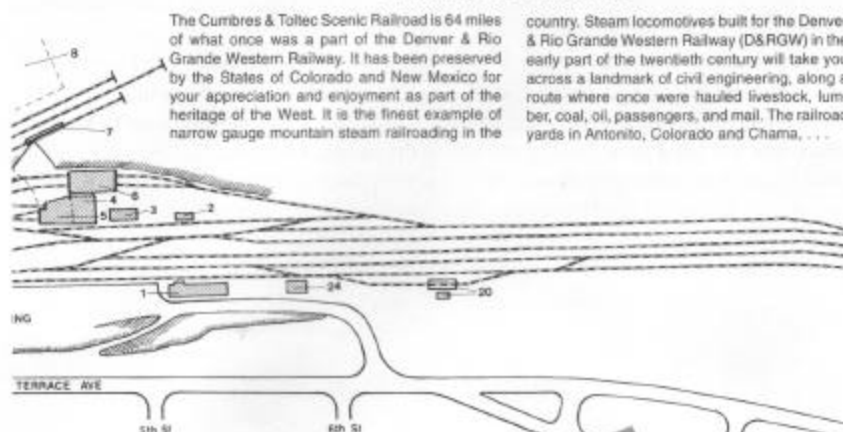 The Cumbres & Toltec Scenic Railroad is 64 miles
of what once was a part of the Denver & Rio
Grande Western Railway. It has been preserved
by the States of Colorado and New Mexico for
your appreciation and enjoyment as part of the
heritage of the West. It is the finest example of
narrow gauge mountain steam railroading in the
country. Steam locomotives built for the Denve
& Rio Grande Western Railway (D&RGW) in the
early part of the twentieth century will take you
across a landmark of civil engineering, along a
route where once were hauled livestock, lum-
ber, coal, oil, passengers, and mail. The railroad
yards in Antonito, Colorado and Chama, . . .
8
7
6
4
5
3
2
1
24
20
NG
TERRACE AVE
5th St
6th St